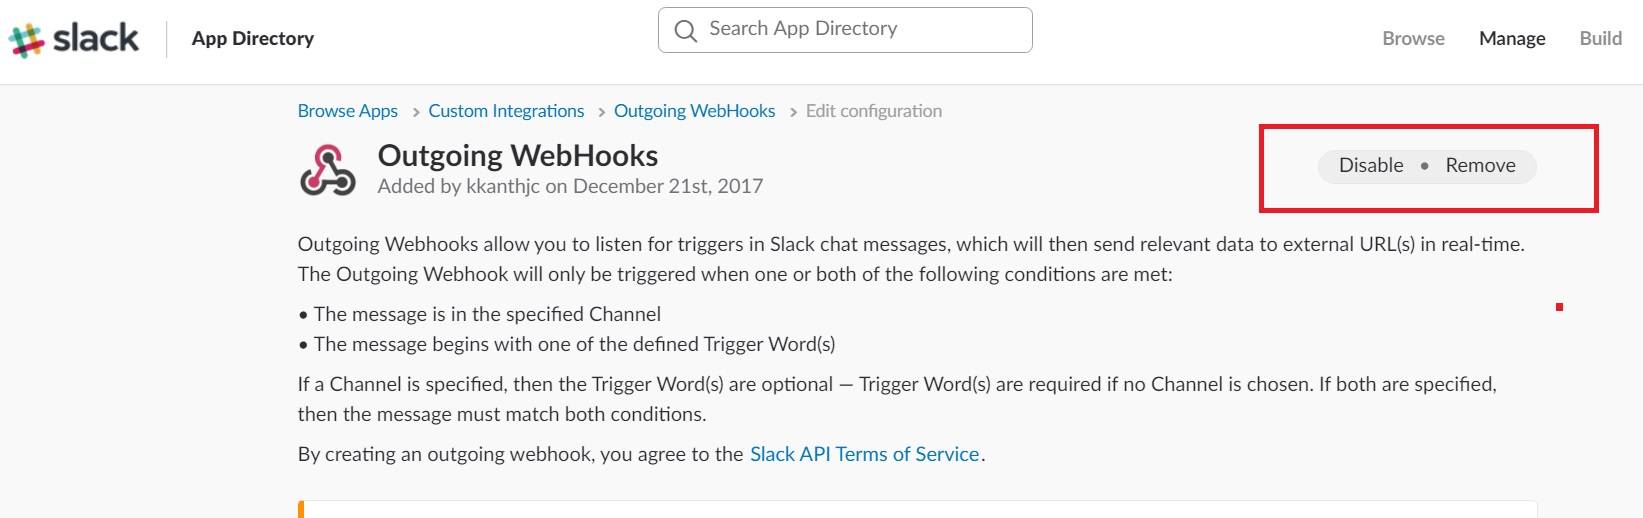 slack App Directory Search App Directory Browse Manage Build
Browse Apps > Custom Integrations > Outgoing WebHooks > Edit configuration
Outgoing WebHooks
Added by kkanthjc on December 21st, 2017
Disable • Remove
Outgoing Webhooks allow you to listen for triggers in Slack chat messages, which will then send relevant data to external URL(s) in real-time.
The Outgoing Webhook will only be triggered when one or both of the following conditions are met:
• The message is in the specified Channel
• The message begins with one of the defined Trigger Word(s)
If a Channel is specified, then the Trigger Word(s) are optional — Trigger Word(s) are required if no Channel is chosen. If both are specified,
then the message must match both conditions.
By creating an outgoing webhook, you agree to the Slack API Terms of Service.